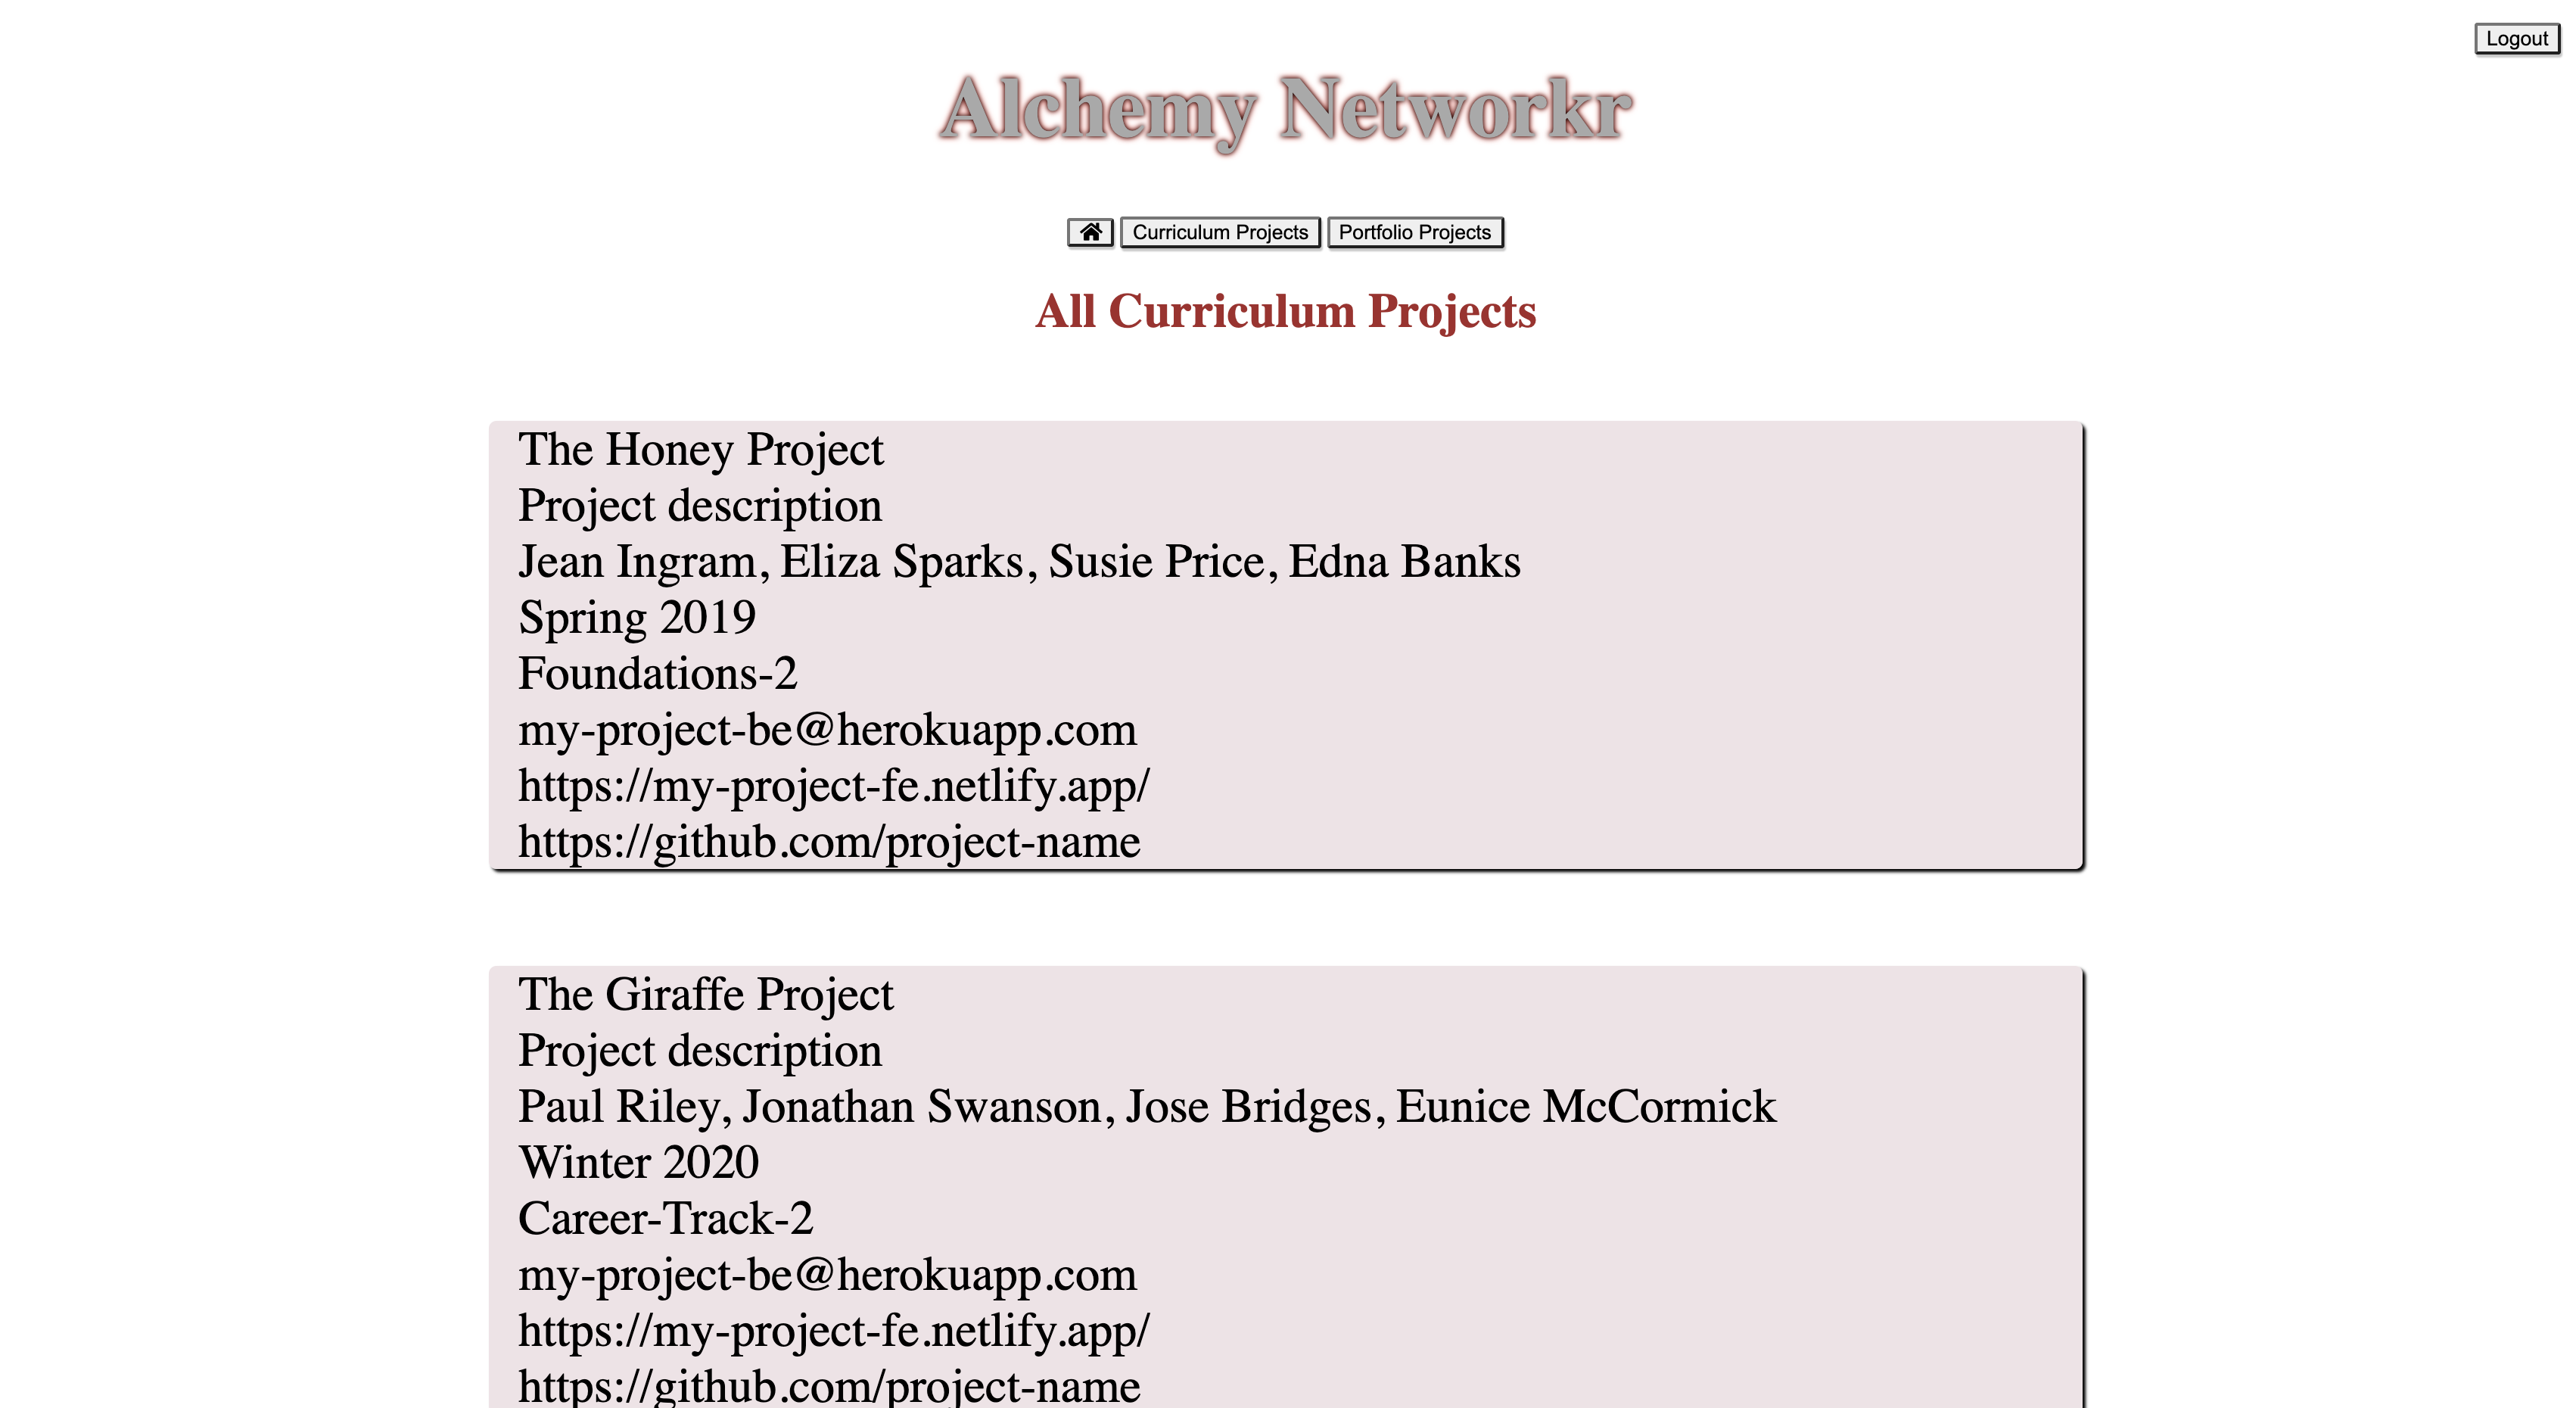 Logout
Alchemy Networkr
Curriculum Projects Portfolio Projects
All Curriculum Projects
The Honey Project
Project description
Jean Ingram, Eliza Sparks, Susie Price, Edna Banks
Spring 2019
Foundations-2
my-project-be@herokuapp.com
https://my-project-fe.netlify.app/
https://github.com/project-name
The Giraffe Project
Project description
Paul Riley, Jonathan Swanson, Jose Bridges, Eunice McCormick
Winter 2020
Career-Track-2
my-project-be@herokuapp.com
https://my-project-fe.netlify.app/
https://github.com/project-name